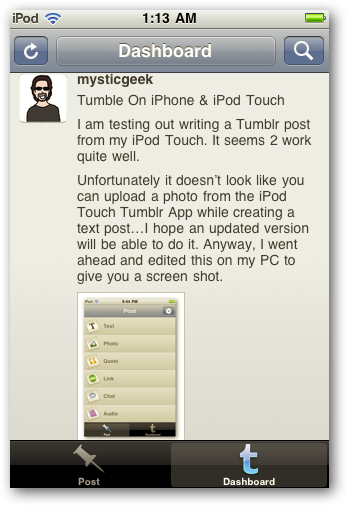 iPod 1:13 AM
Dashboard
mysticgeek
Tumble On iPhone & iPod Touch
I am testing out writing a Tumblr post
from my iPod Touch. It seems 2 work
quite well.
Unfortunately it doesn't look like you
can upload a photo from the iPod
Touch Tumblr App while creating a
text post...I hope an updated version
will be able to do it. Anyway, I went
ahead and edited this on my PC to
give you a screen shot.
iPod 9:44 PM
Post
T Text
Photo
Quote
Link
Chat
Audio
Post Dashboard
Post Dashboard